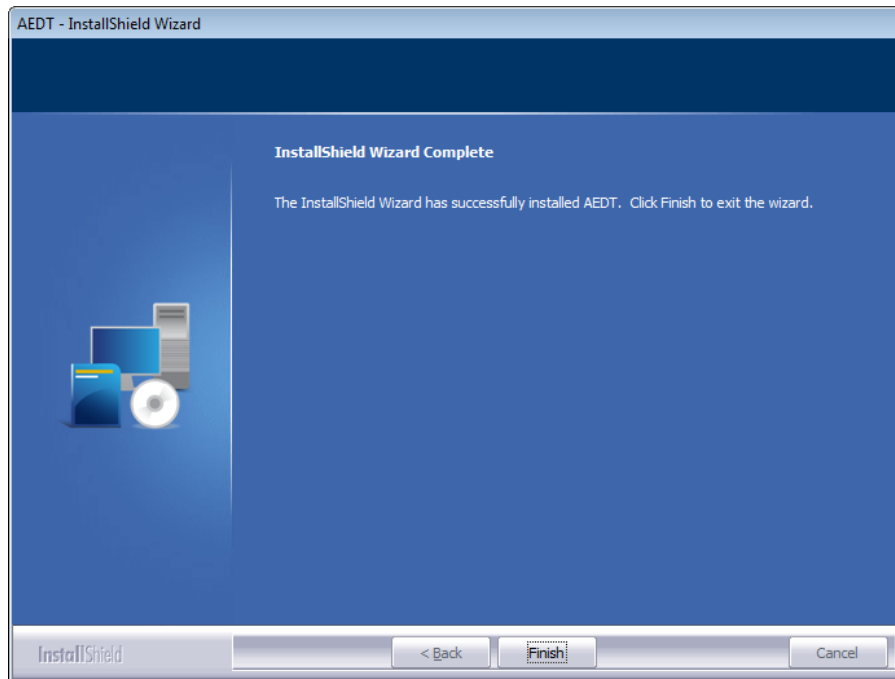 AEDT - InstallShield Wizard
InstallShield Wizard Complete
The InstallShield Wizard has successfully installed AEDT.  Click Finish to exit the wizard.
InstallShield
< Back
Finish
Cancel